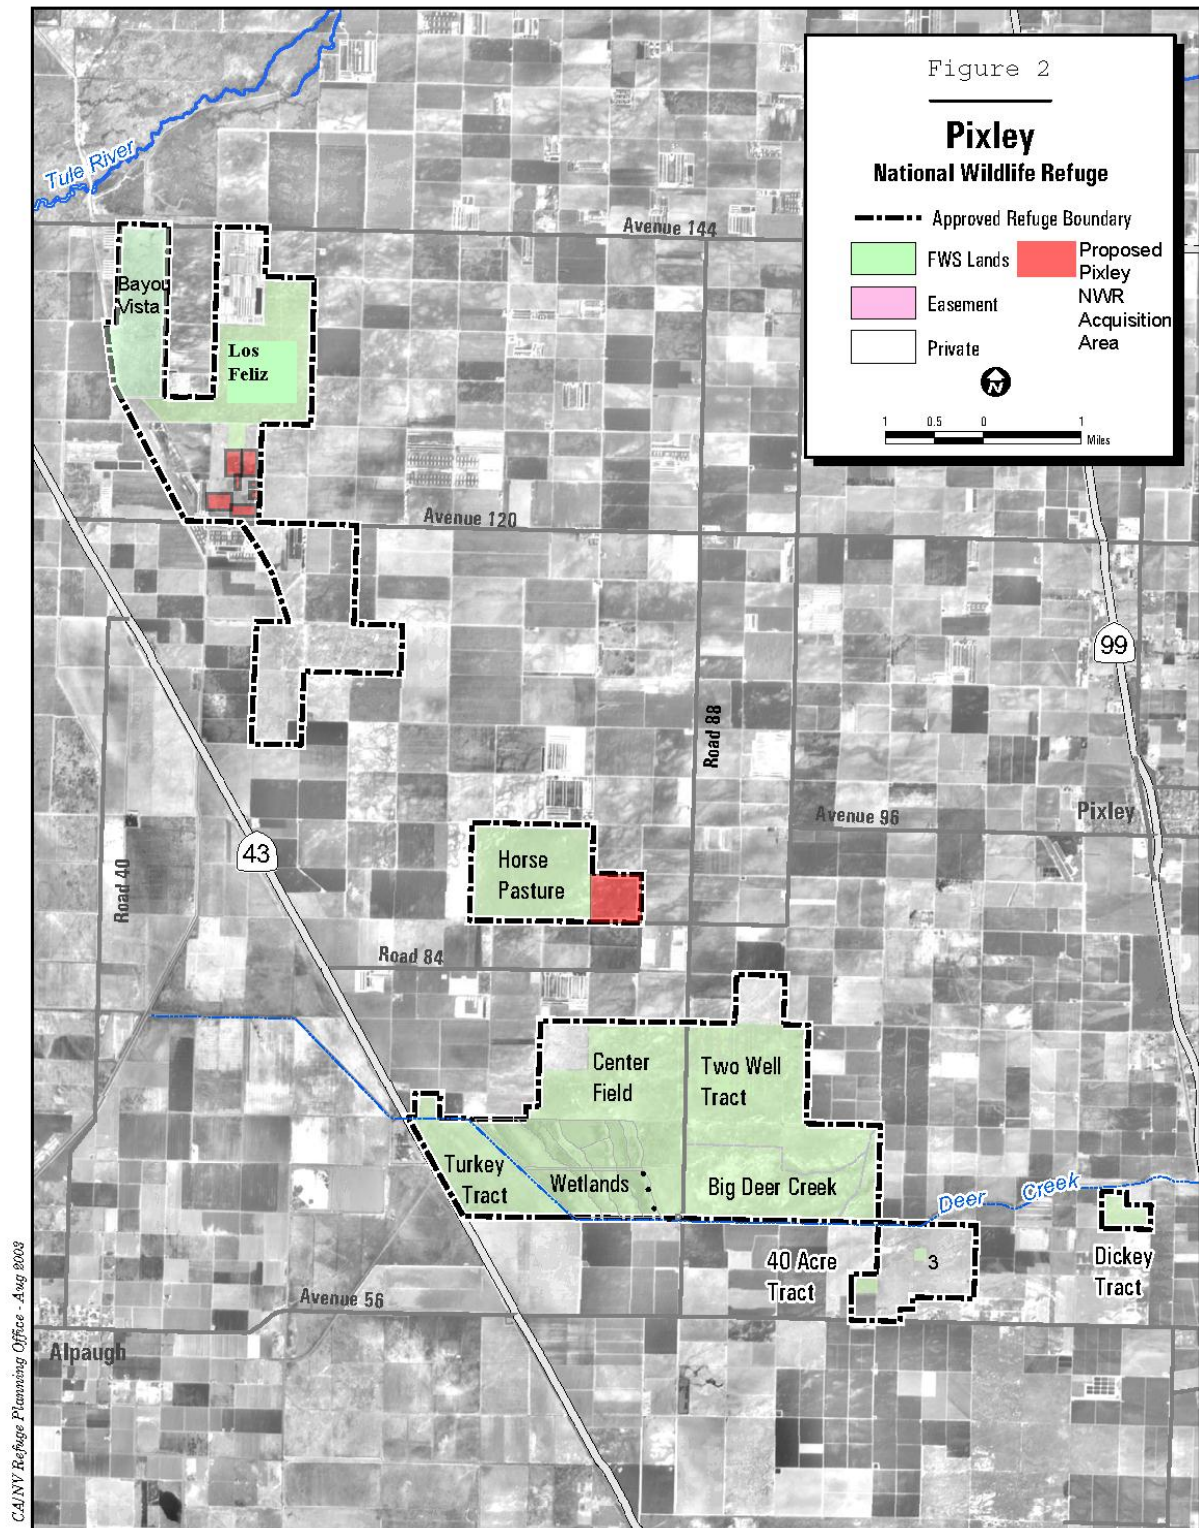 Figure 2
Pixley
National Wildlife Refuge
Approved Refuge Boundary
FWS Lands
Proposed
Pixley
NWR
Acquisition
Area
Easement
Private
N
1 0.5 0 1
Miles
Tule River
Avenue 144
Bayou
Vista
Los
Feliz
Avenue 120
99
Road 88
Avenue 96
Pixley
43
Road 40
Horse
Pasture
Road 84
Center
Field
Two Well
Tract
Turkey
Tract
Wetlands
Big Deer Creek
Deer Creek
40 Acre
Tract
3
Dickey
Tract
Avenue 56
Alpaugh
CA/NV Refuge Planning Office - Aug 2003